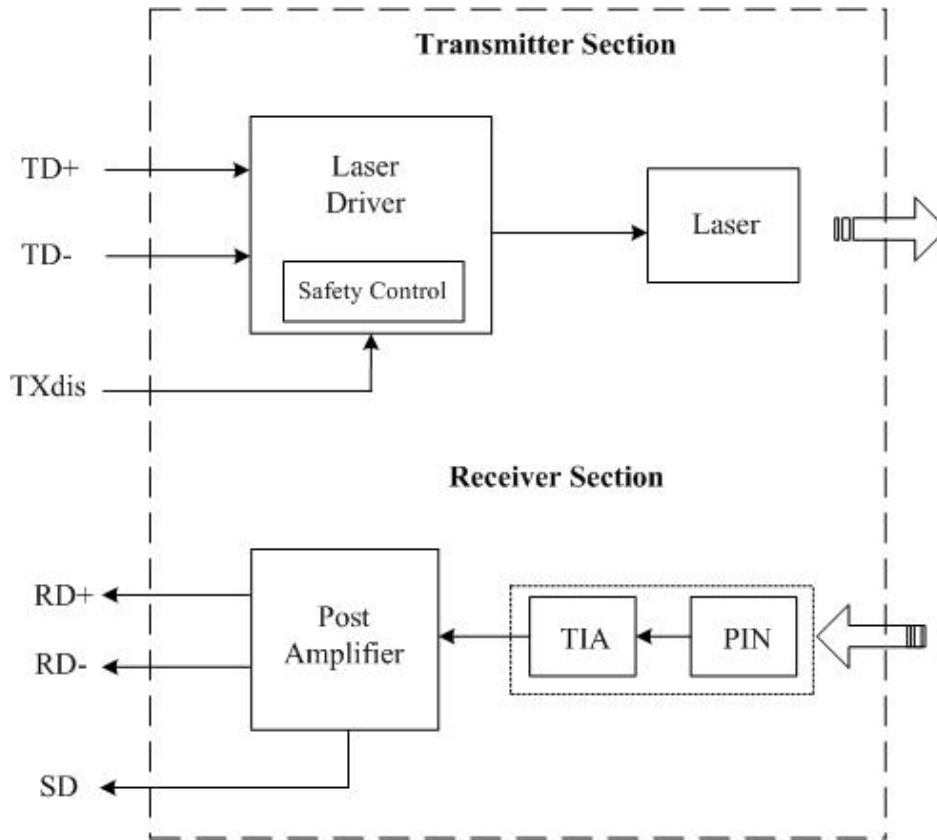 Transmitter Section
TD+
TD-
TXdis
Laser
Driver
Safety Control
Laser
Receiver Section
RD+
RD-
SD
Post
Amplifier
TIA
PIN